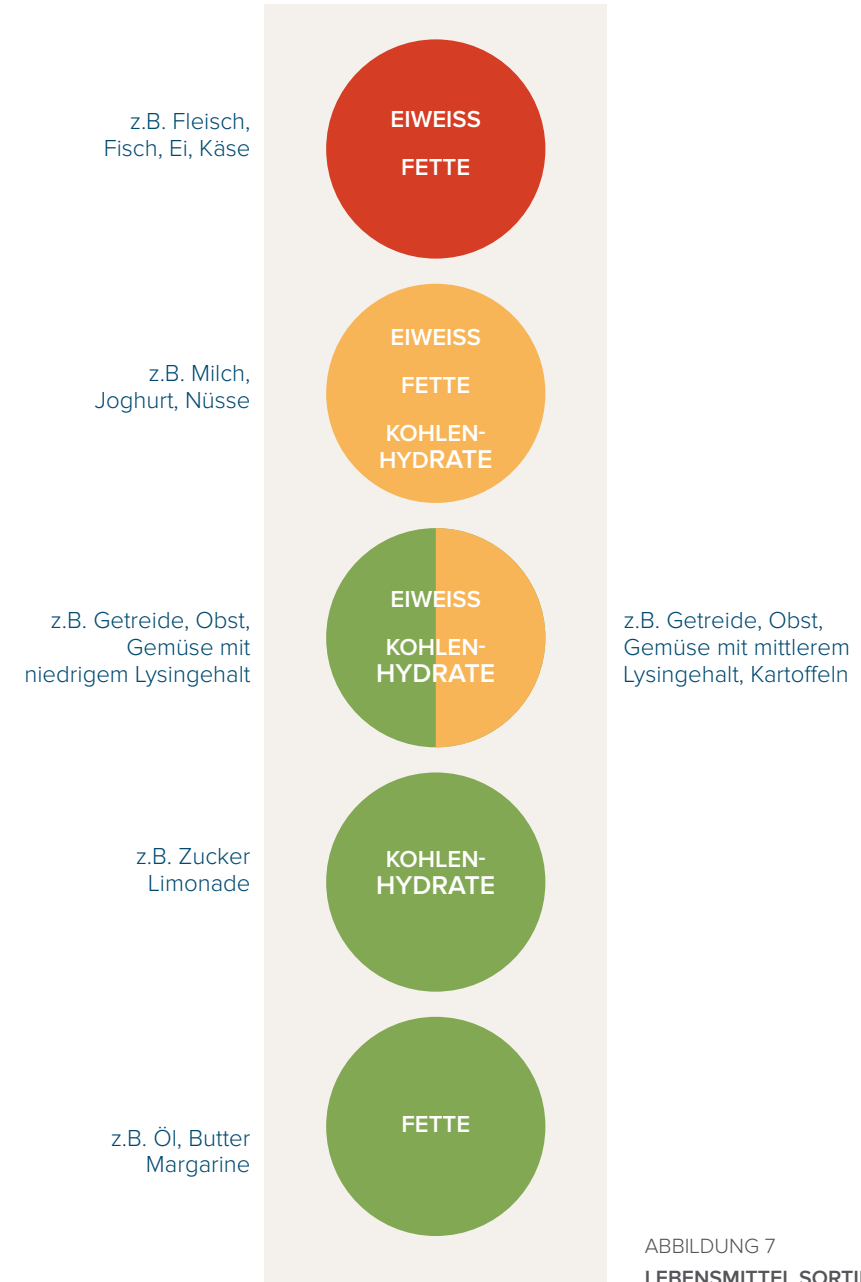 z.B. Fleisch,
Fisch, Ei, Käse
EIWEISS
FETTE
z.B. Milch,
Joghurt, Nüsse
EIWEISS
FETTE
KOHLEN-
HYDRATE
z.B. Getreide, Obst,
Gemüse mit
niedrigem Lysingehalt
EIWEISS
KOHLEN-
HYDRATE
z.B. Getreide, Obst,
Gemüse mit mittlerem
Lysingehalt, Kartoffeln
z.B. Zucker
Limonade
KOHLEN-
HYDRATE
z.B. Öl, Butter
Margarine
FETTE
ABBILDUNG 7
LEBENSMITTEL